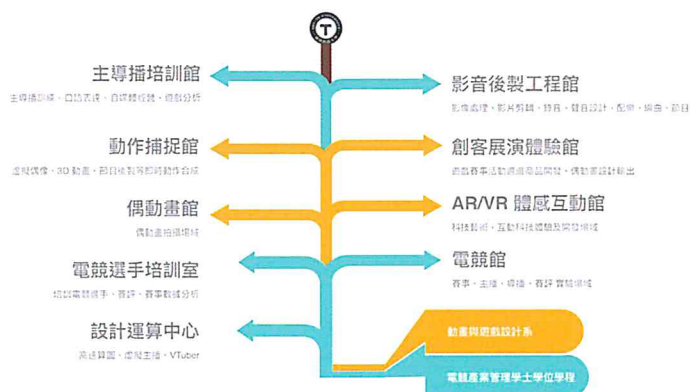 T
主導播培訓館
主導播訓練、口語表達、自媒體經營、遊戲分析
影音後製工程館
影像處理、影片剪輯、錄音、聲音設計、配樂、編曲、節目
動作捕捉館
虛擬偶像、3D 動畫、節目後製等即時動作合成
創客展演體驗館
遊戲賽事活動週邊商品開發、偶動畫設計輸出
偶動畫館
偶動畫拍攝場域
AR/VR 體感互動館
科技藝術、互動科技體驗及開發場域
電競選手培訓室
培訓電競選手、賽評、賽事數據分析
電競館
賽事、主播、導播、賽評 實驗場域
設計運算中心
高速算圖、虛擬主播、VTuber
動畫與遊戲設計系
電競產業管理學士學位學程